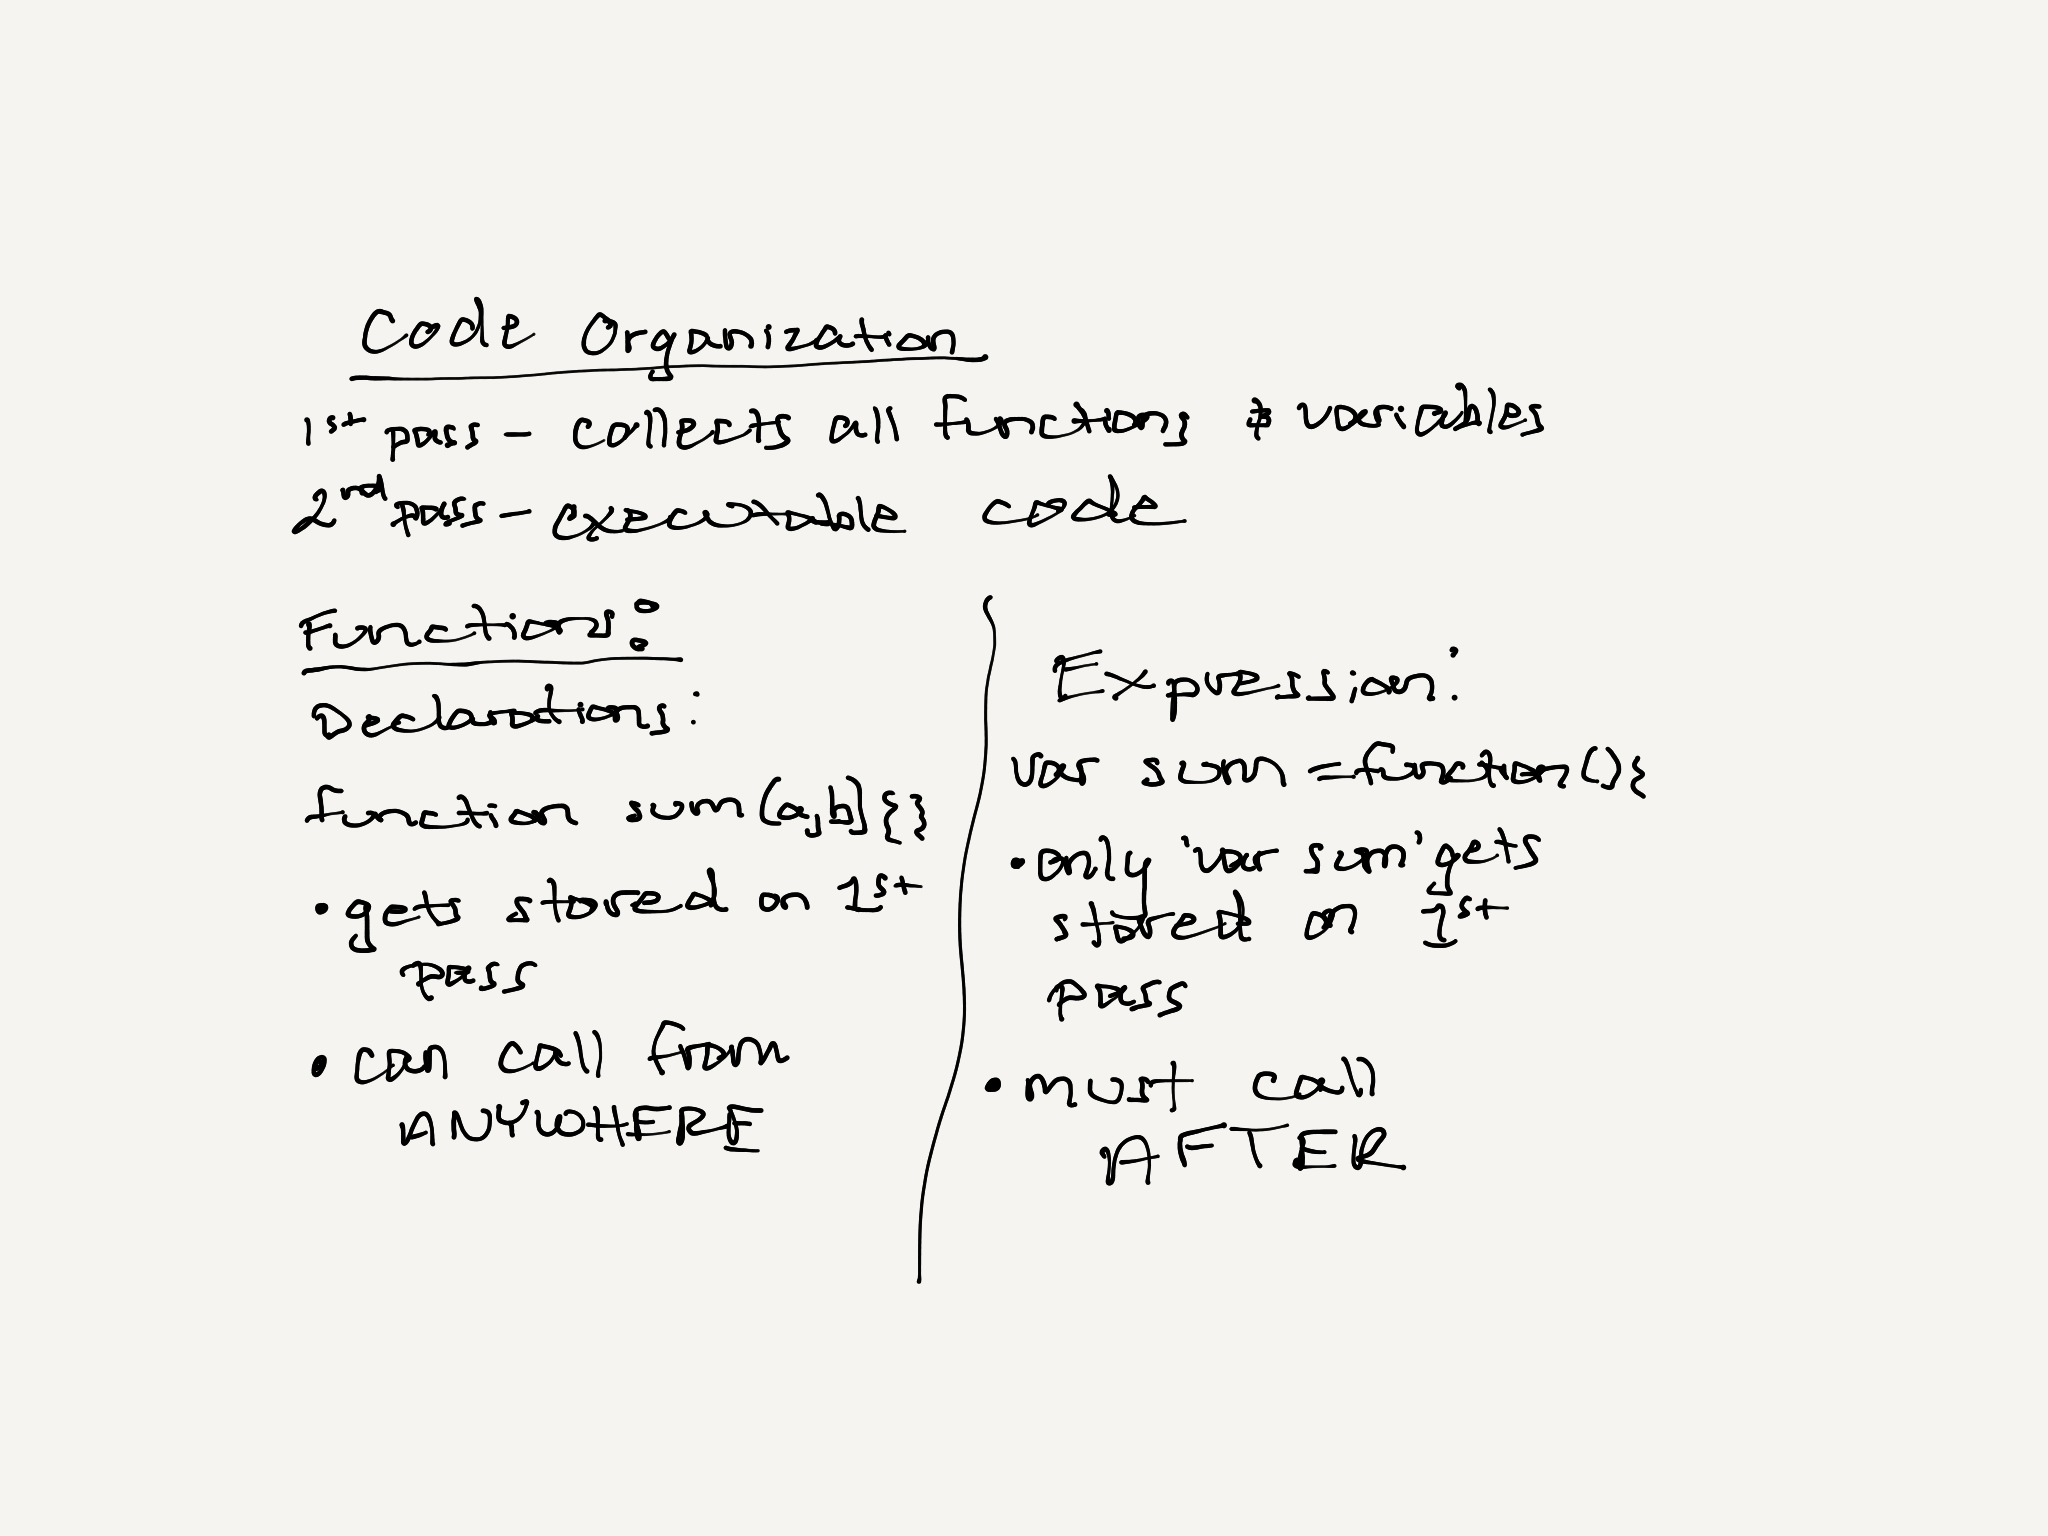 Code Organization
1st pass - collects all functions & variables
2nd pass - executable code
Functions:
Declarations:
function sum(a,b){}
• gets stored on 1st
pass
• can call from
ANYWHERE
Expression:
var sum = function(){
• only 'var sum' gets
stored on 1st
pass
• must call
AFTER